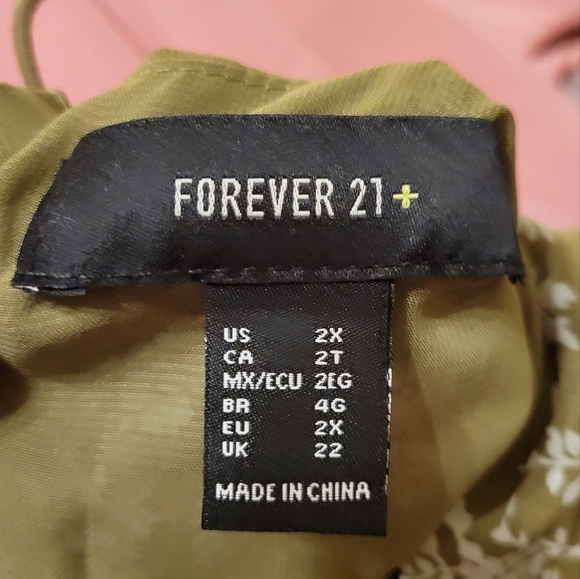 FOREVER 21+
US 2X
CA 2T
MX/ECU 2EG
BR 4G
EU 2X
UK 22
MADE IN CHINA